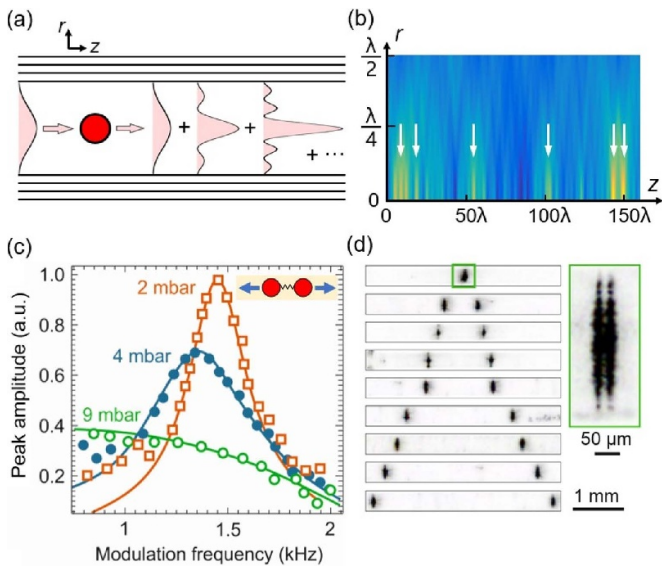 (a)
r
z
+
+
+ ···
(b)
r
λ/2
λ/4
0
0
50λ
100λ
150λ
z
(c)
Peak amplitude (a.u.)
1.0
0.8
0.6
0.4
0.2
2 mbar
4 mbar
9 mbar
1
1.5
2
Modulation frequency (kHz)
(d)
50 μm
1 mm